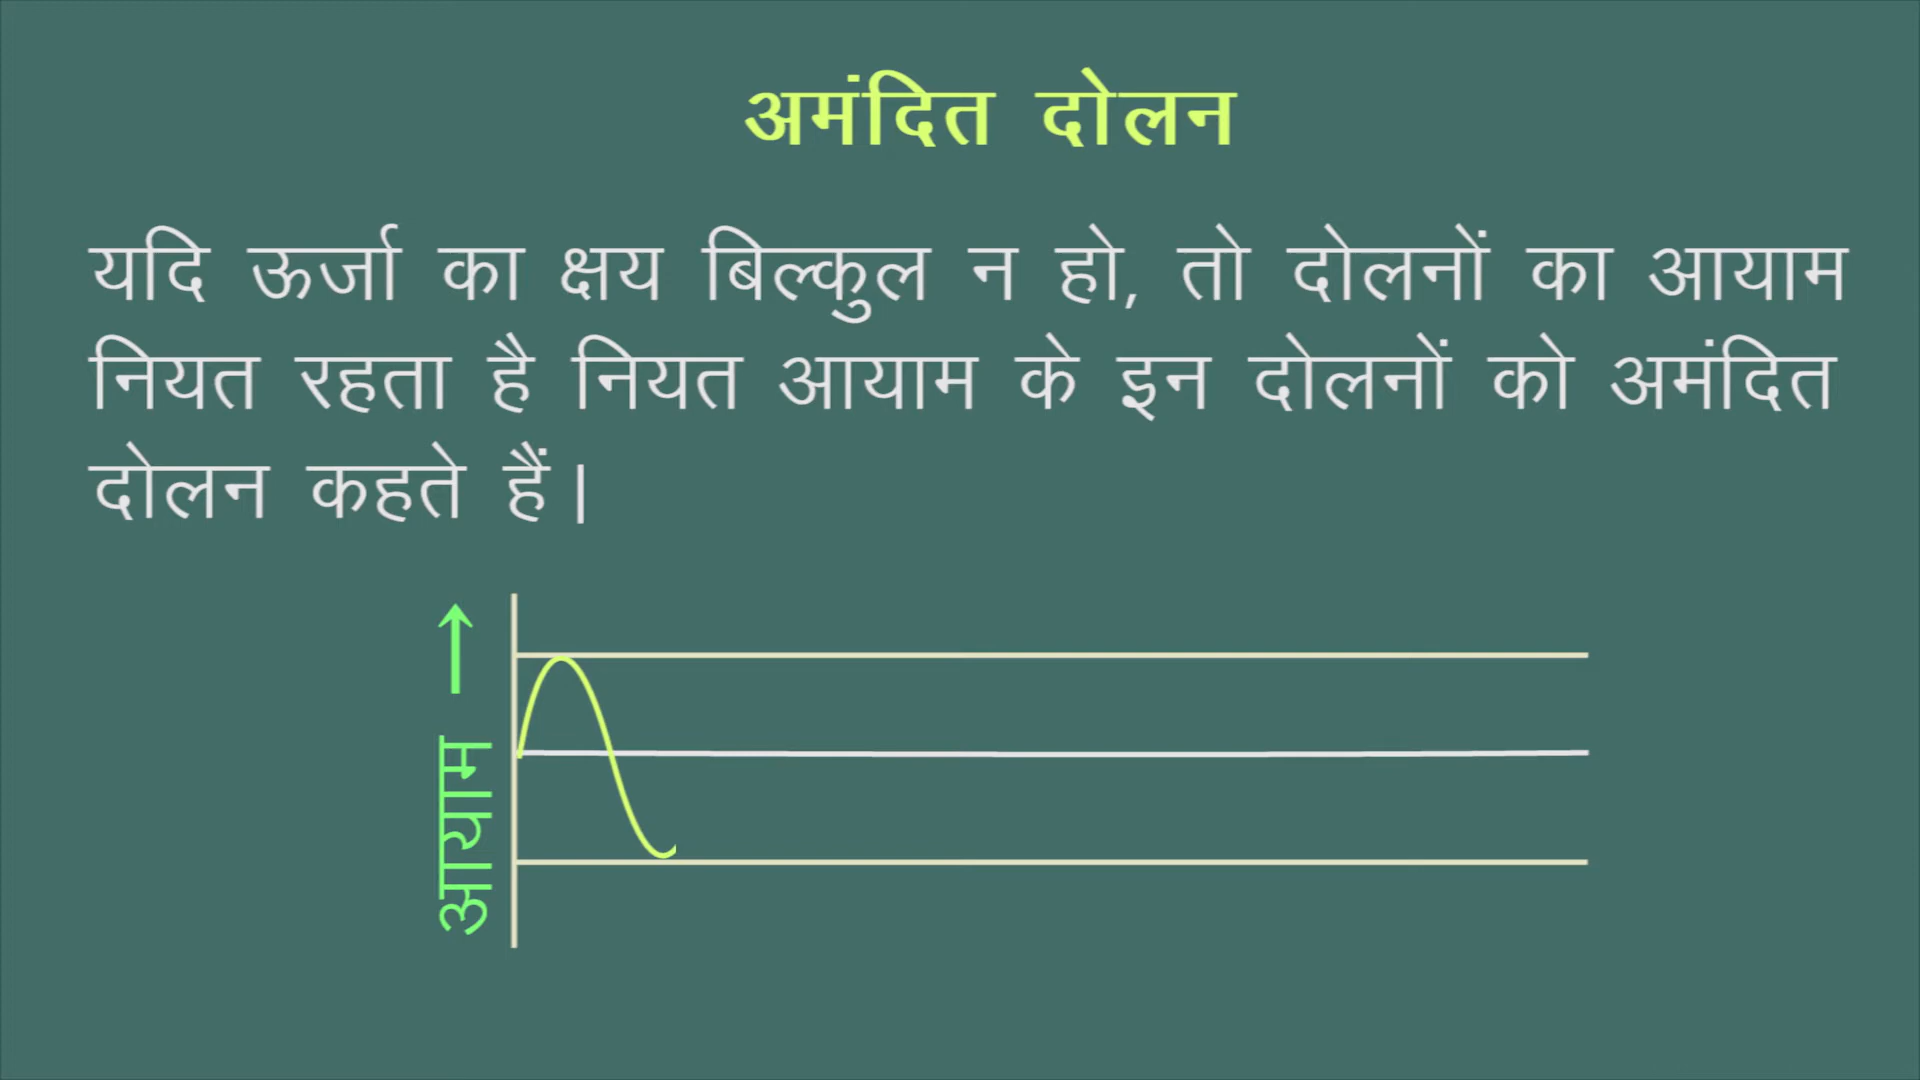 अमंदित दोलन
यदि ऊर्जा का क्षय बिल्कुल न हो, तो दोलनों का आयाम
नियत रहता है नियत आयाम के इन दोलनों को अमंदित
दोलन कहते हैं |
आयाम →